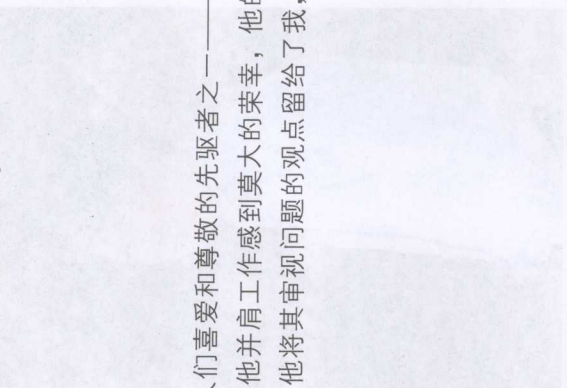 们喜爱和尊敬的先驱者之一——
他并肩工作感到莫大的荣幸，他的
他将其审视问题的观点留给了我，